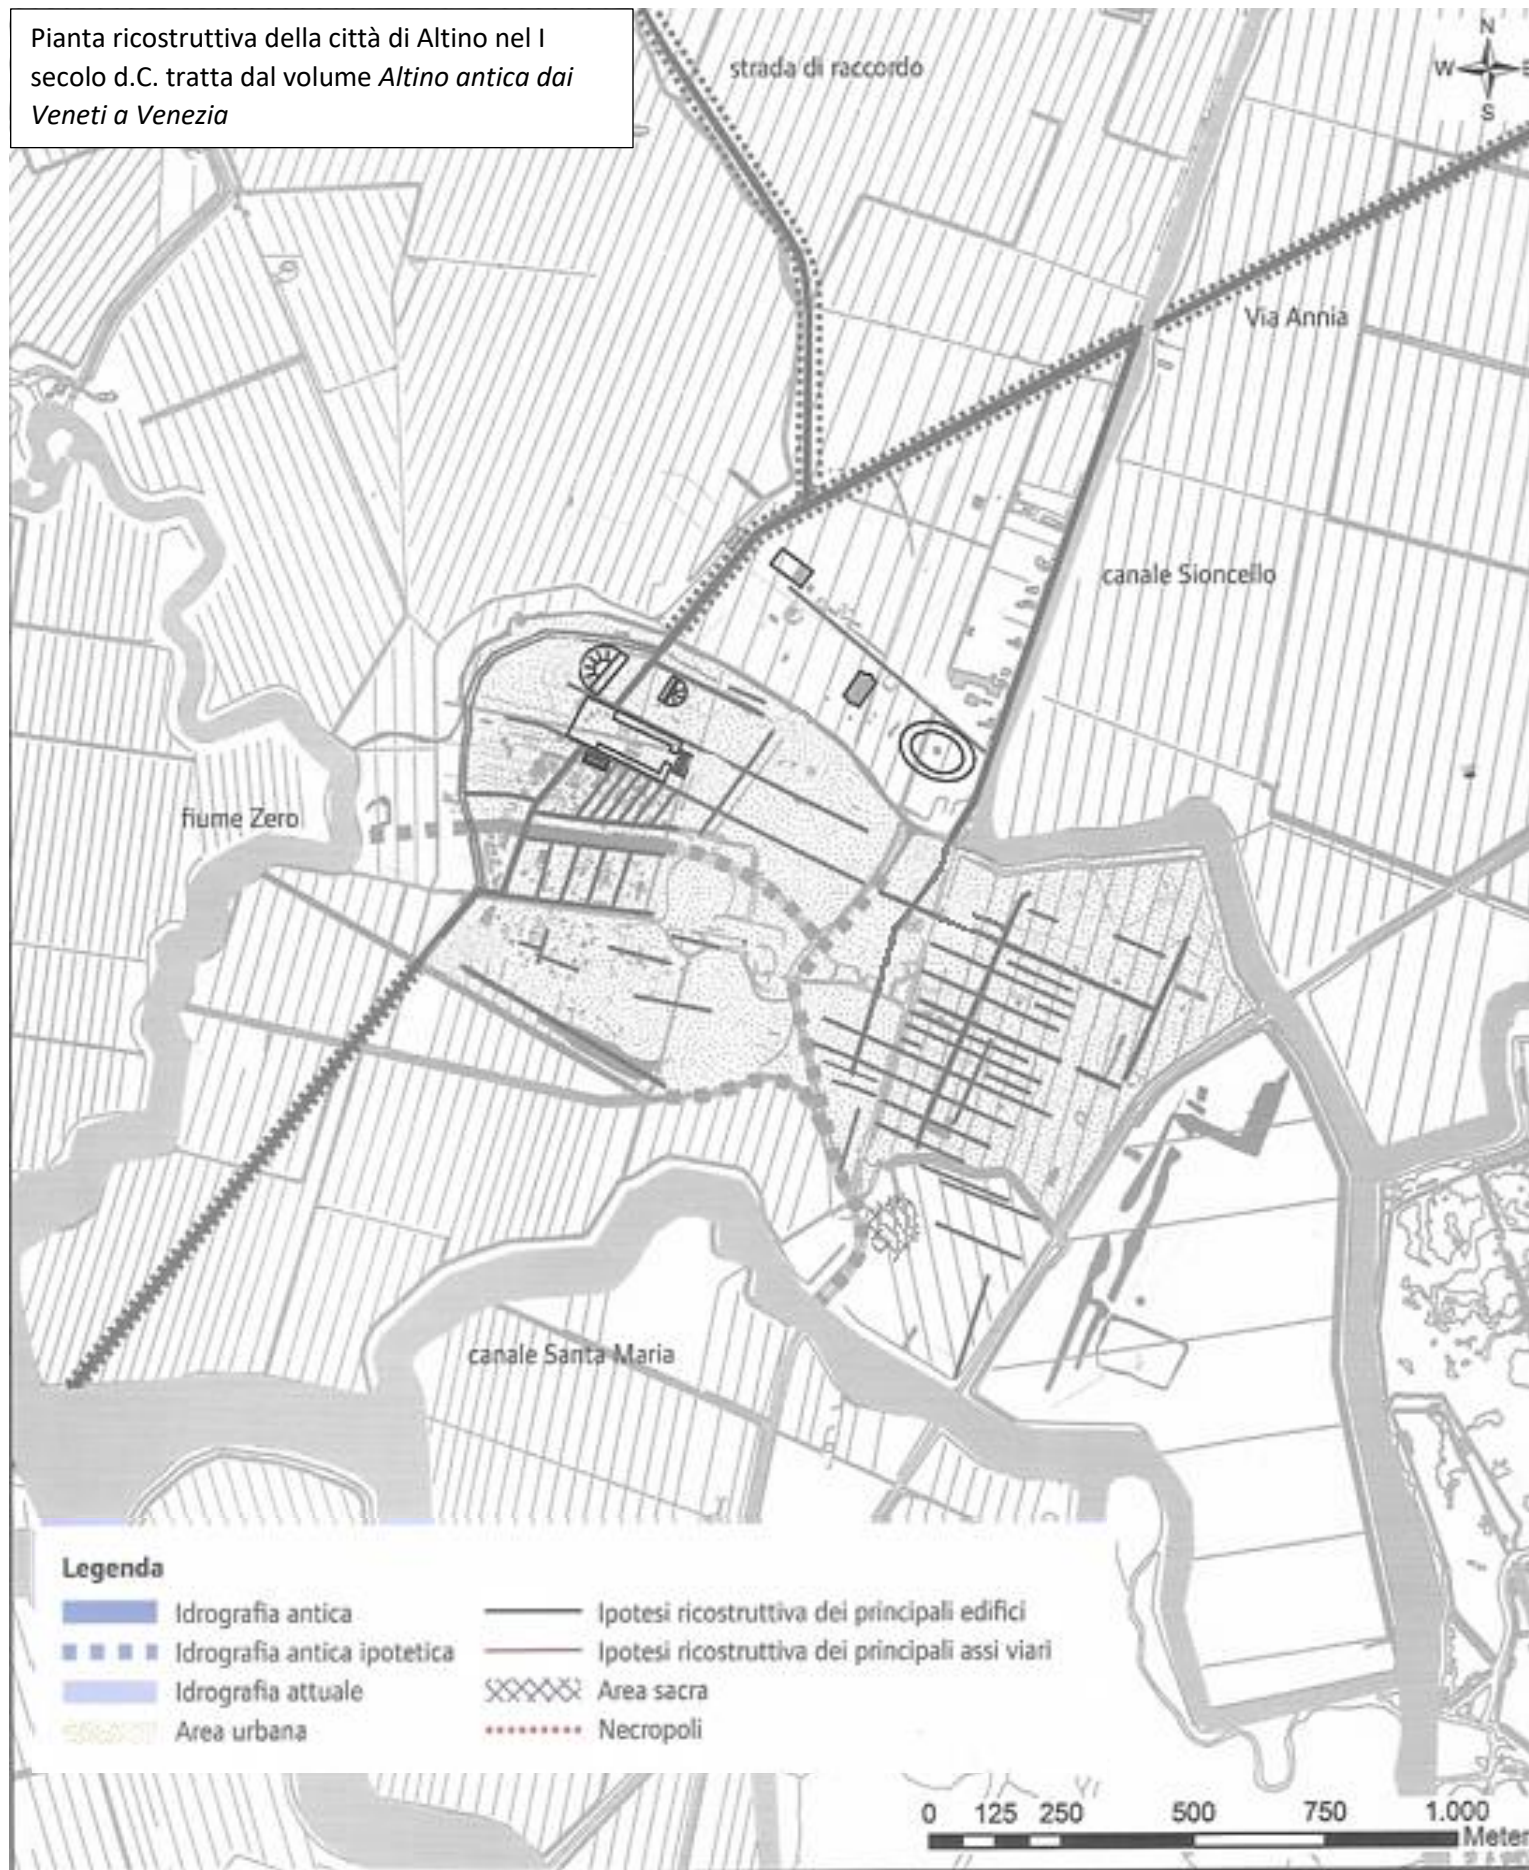 Pianta ricostruttiva della città di Altino nel I
secolo d.C. tratta dal volume Altino antica dai
Veneti a Venezia
strada di raccordo
N
W
E
S
Via Annia
canale Sioncello
fiume Zero
canale Santa Maria
Legenda
Idrografia antica
Idrografia antica ipotetica
Idrografia attuale
Area urbana
Ipotesi ricostruttiva dei principali edifici
Ipotesi ricostruttiva dei principali assi viari
Area sacra
Necropoli
0 125 250 500 750 1.000
Meter